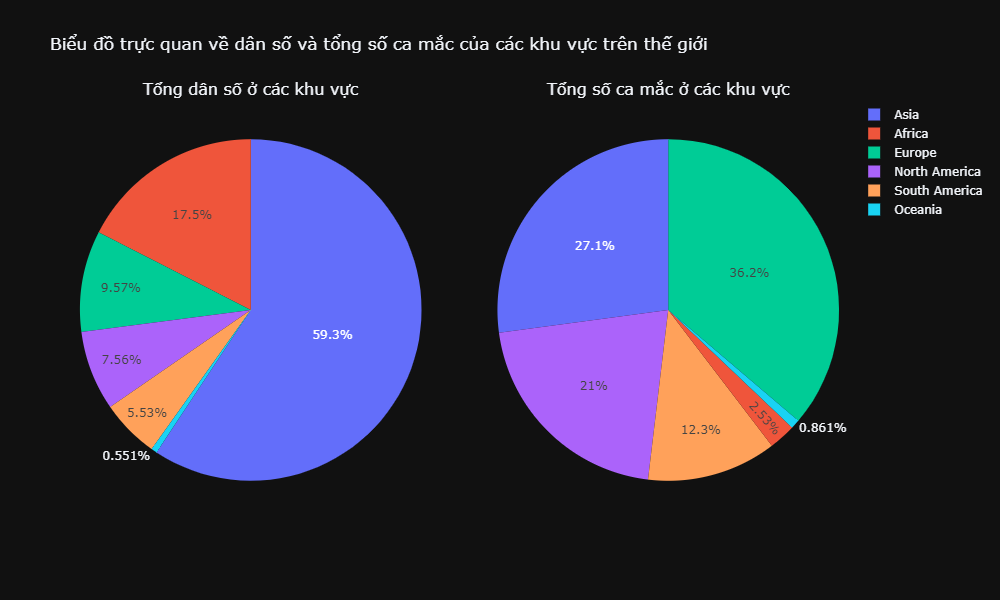 Biểu đồ trực quan về dân số và tổng số ca mắc của các khu vực trên thế giới
Tổng dân số ở các khu vực
Tổng số ca mắc ở các khu vực
Asia
Africa
Europe
North America
South America
Oceania
17.5%
9.57%
59.3%
7.56%
5.53%
0.551%
27.1%
36.2%
21%
2.53%
12.3%
0.861%